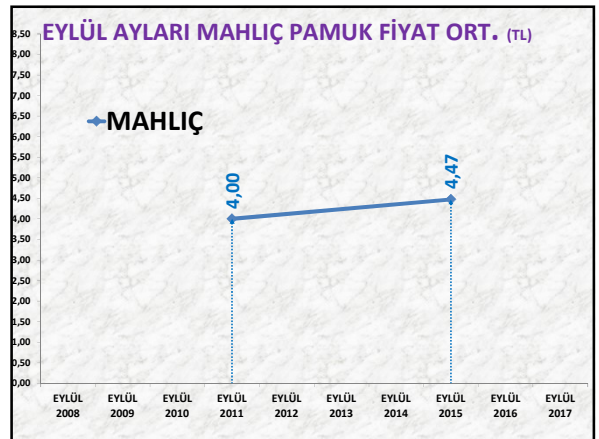 EYLÜL AYLARI MAHLIÇ PAMUK FİYAT ORT. (TL)
8,50
8,00
7,50
7,00
6,50
6,00
5,50
5,00
4,50
4,00
3,50
3,00
2,50
2,00
1,50
1,00
0,50
0,00
MAHLIÇ
4,00
4,47
EYLÜL 2008
EYLÜL 2009
EYLÜL 2010
EYLÜL 2011
EYLÜL 2012
EYLÜL 2013
EYLÜL 2014
EYLÜL 2015
EYLÜL 2016
EYLÜL 2017